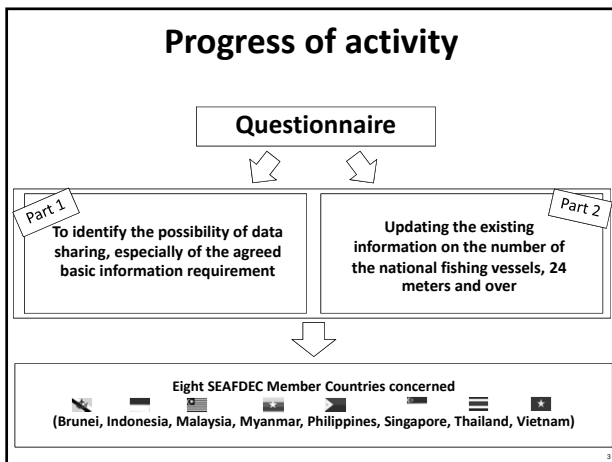 Progress of activity
Questionnaire
Part 1
To identify the possibility of data
sharing, especially of the agreed
basic information requirement
Part 2
Updating the existing
information on the number of
the national fishing vessels, 24
meters and over
Eight SEAFDEC Member Countries concerned
(Brunei, Indonesia, Malaysia, Myanmar, Philippines, Singapore, Thailand, Vietnam)
3